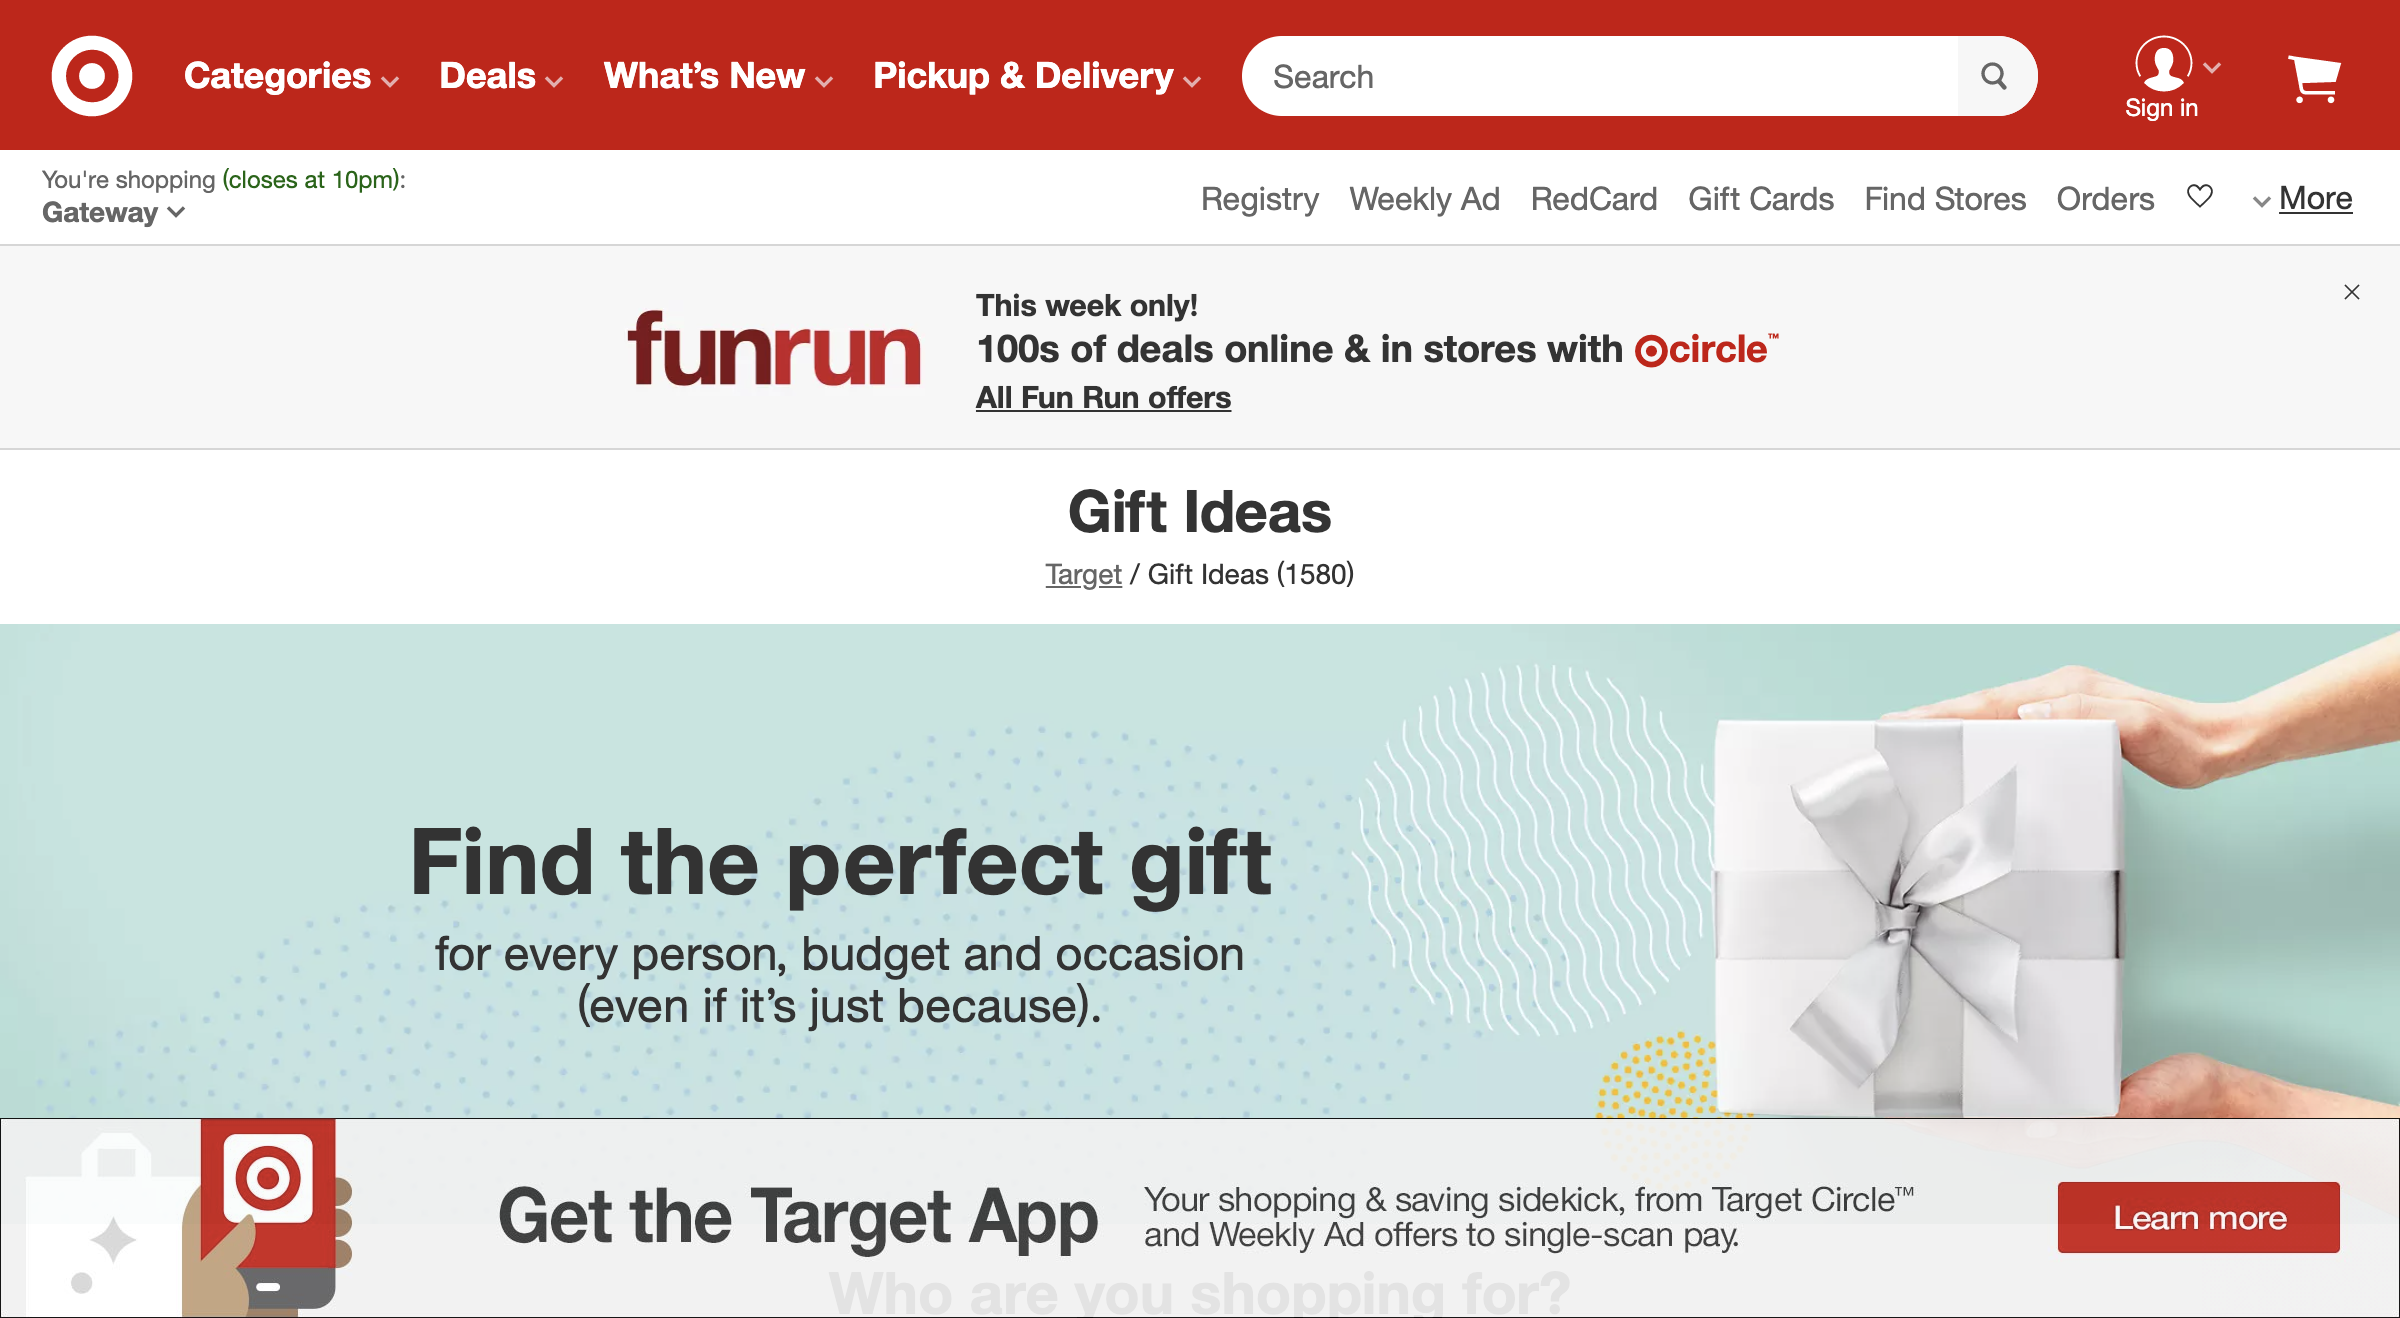 Categories
Deals
What's New
Pickup & Delivery
Search
Sign in
You're shopping (closes at 10pm):
Gateway
Registry
Weekly Ad
RedCard
Gift Cards
Find Stores
Orders
More
funrun
This week only!
100s of deals online & in stores with circle™
All Fun Run offers
Gift Ideas
Target / Gift Ideas (1580)
Find the perfect gift
for every person, budget and occasion
(even if it's just because).
Get the Target App
Your shopping & saving sidekick, from Target Circle™
and Weekly Ad offers to single-scan pay.
Learn more
Who are you shopping for?